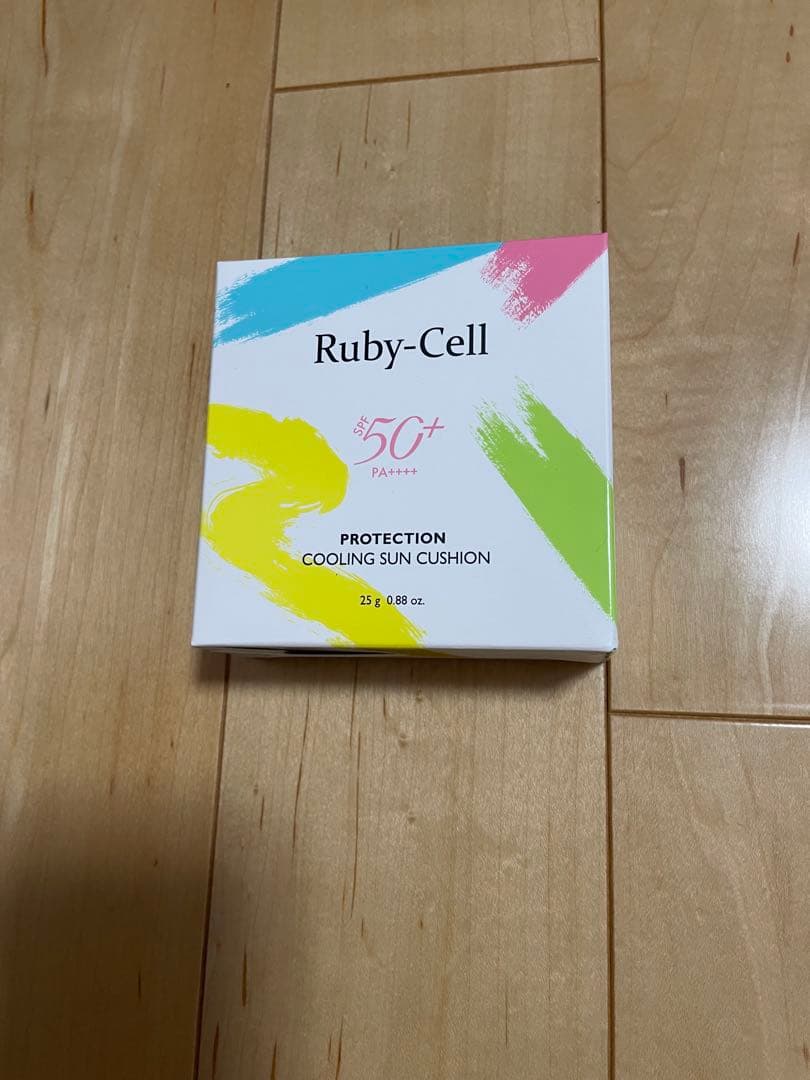 Ruby-Cell
SPF 50+
PA++++
PROTECTION
COOLING SUN CUSHION
25 g 0.88 oz.